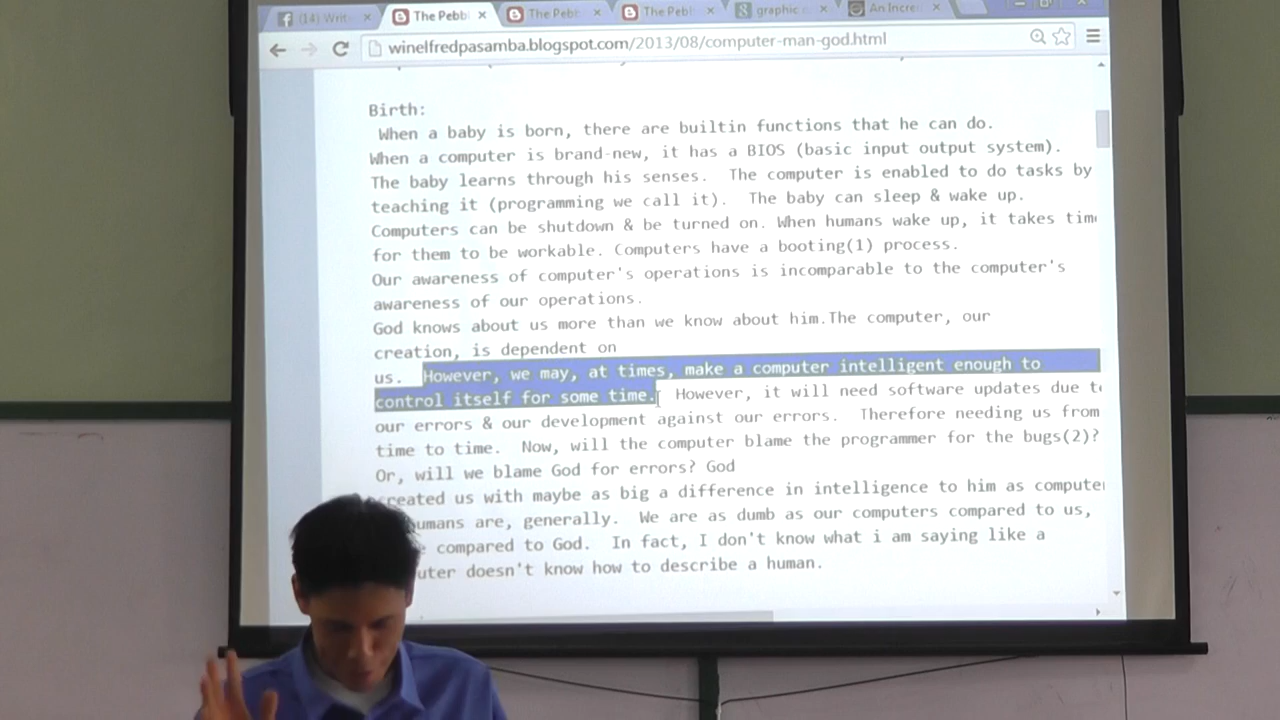 (14) Writ
The Pebb
The Pebb
The Pebl
graphic
An Incre
winelfredpasamba.blogspot.com/2013/08/computer-man-god.html
Birth:
When a baby is born, there are builtin functions that he can do.
When a computer is brand-new, it has a BIOS (basic input output system).
The baby learns through his senses.  The computer is enabled to do tasks by
teaching it (programming we call it).  The baby can sleep & wake up.
Computers can be shutdown & be turned on. When humans wake up, it takes tim
for them to be workable. Computers have a booting(1) process.
Our awareness of computer's operations is incomparable to the computer's
awareness of our operations.
God knows about us more than we know about him.The computer, our
creation, is dependent on
us.  However, we may, at times, make a computer intelligent enough to
control itself for some time.  However, it will need software updates due t
our errors & our development against our errors.  Therefore needing us from
time to time.  Now, will the computer blame the programmer for the bugs(2)?
Or, will we blame God for errors? God
created us with maybe as big a difference in intelligence to him as compute
umans are, generally.  We are as dumb as our computers compared to us,
compared to God.  In fact, I don't know what i am saying like a
uter doesn't know how to describe a human.